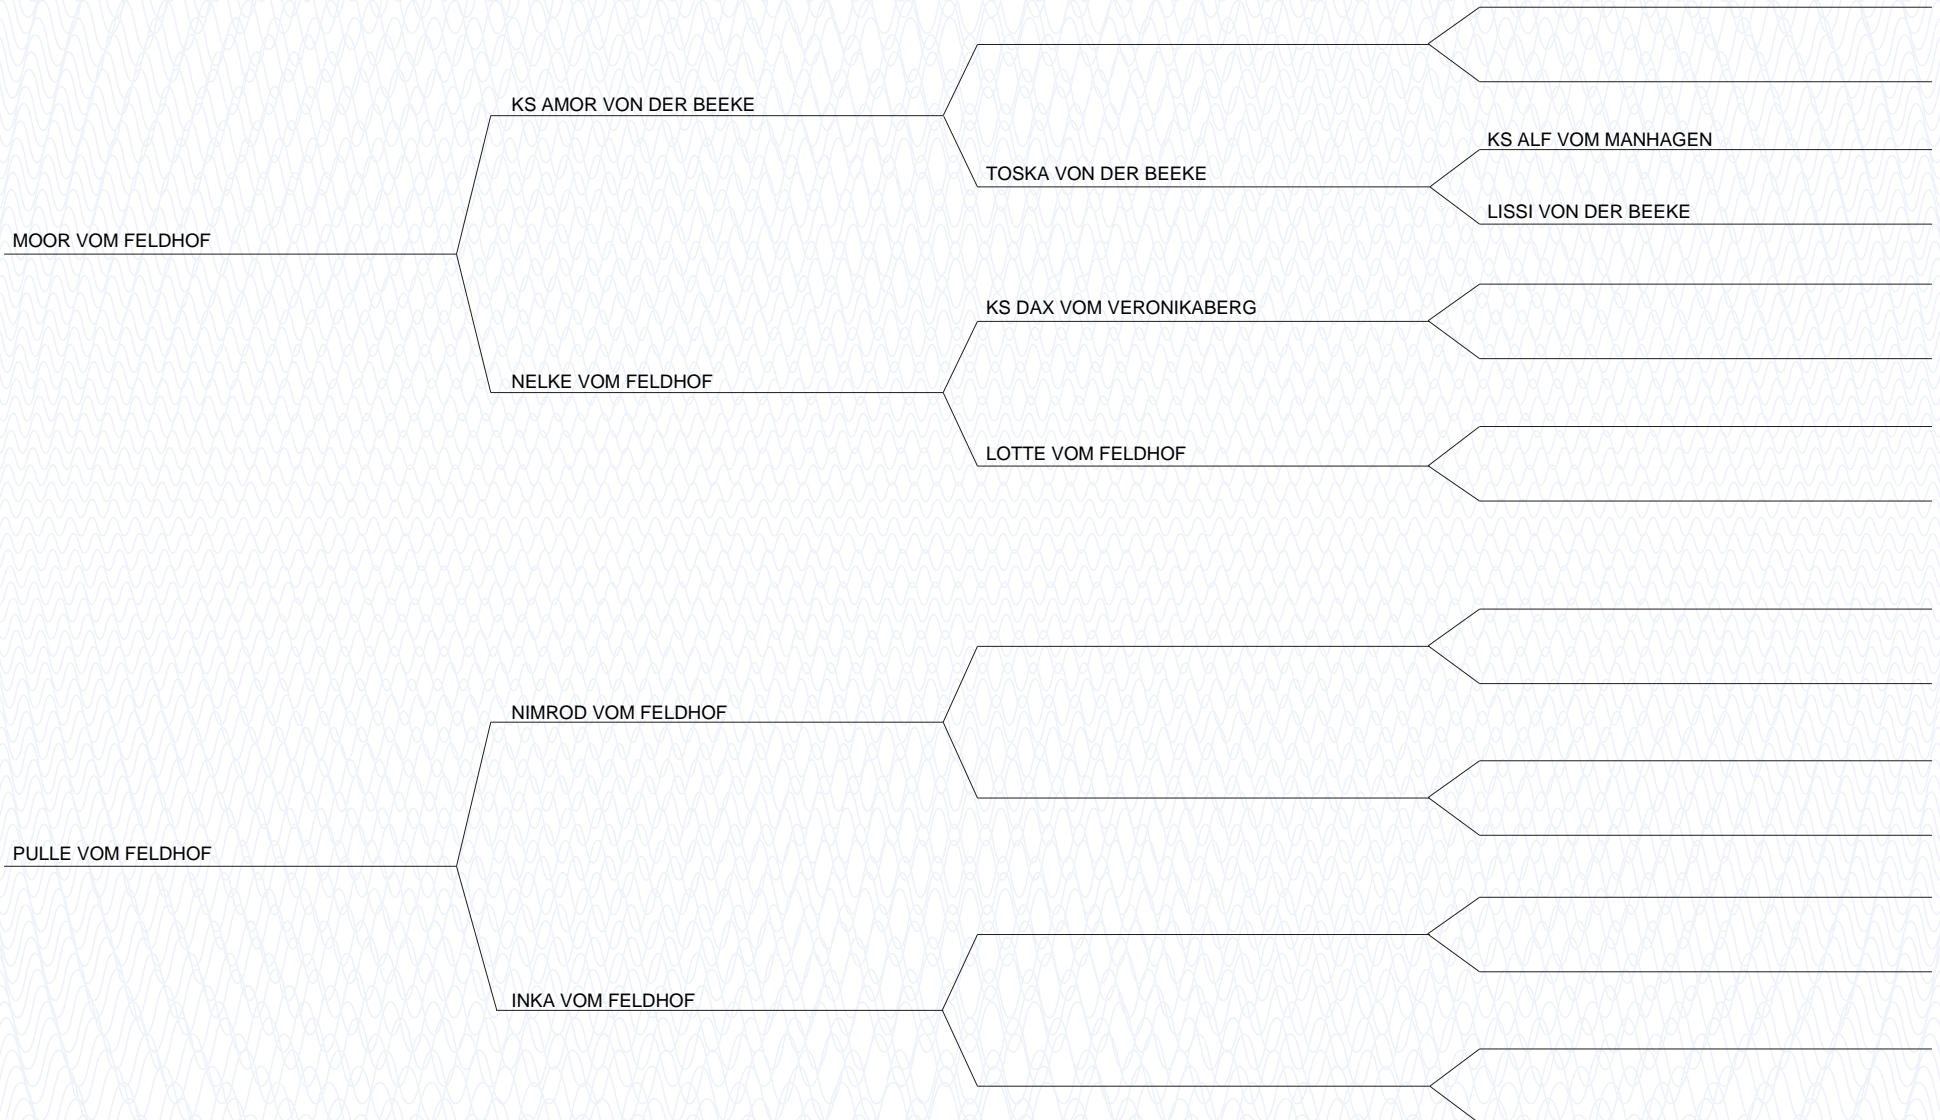 KS AMOR VON DER BEEKE
KS ALF VOM MANHAGEN
TOSKA VON DER BEEKE
LISSI VON DER BEEKE
MOOR VOM FELDHOF
KS DAX VOM VERONIKABERG
NELKE VOM FELDHOF
LOTTE VOM FELDHOF
NIMROD VOM FELDHOF
PULLE VOM FELDHOF
INKA VOM FELDHOF